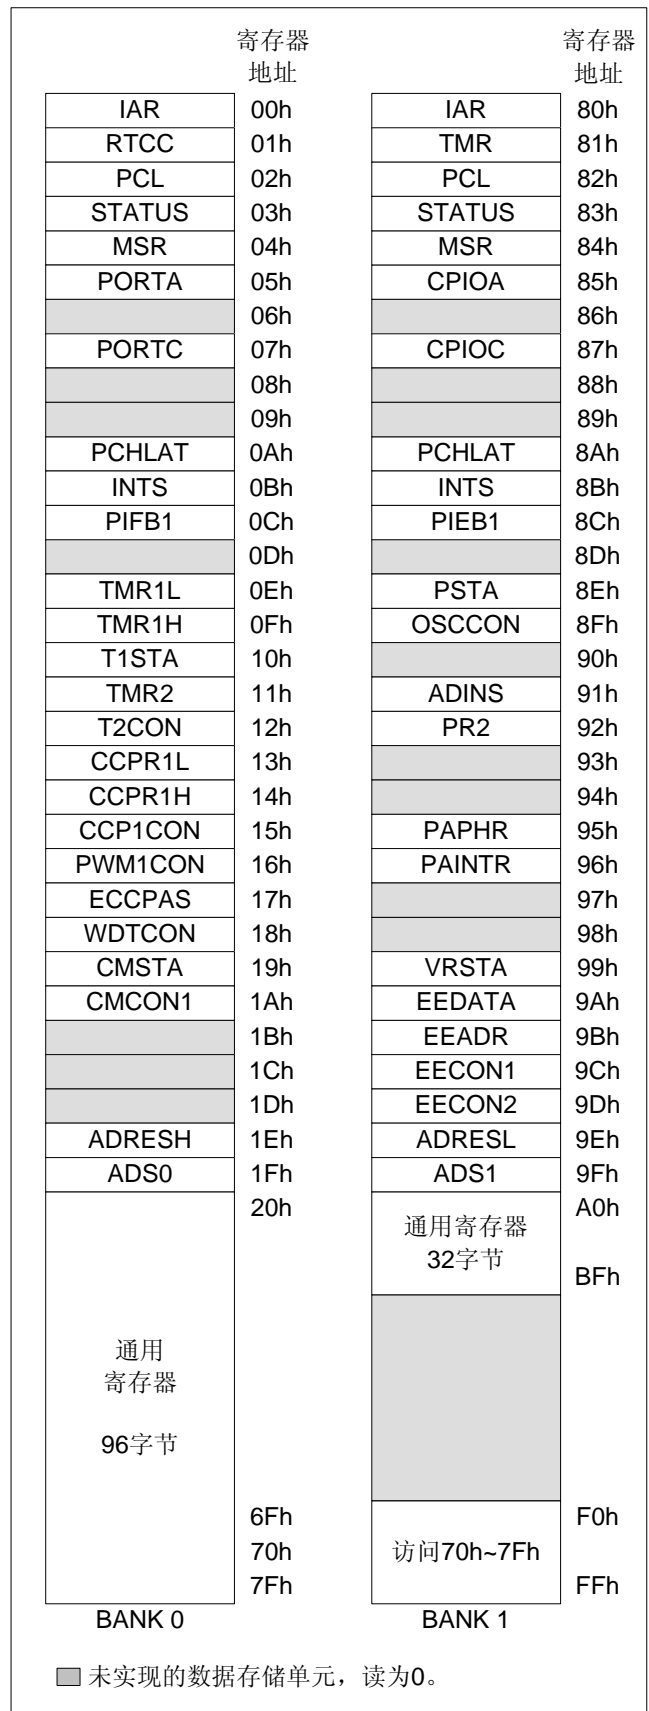 寄存器 寄存器
地址 地址
IAR 00h IAR 80h
RTCC 01h TMR 81h
PCL 02h PCL 82h
STATUS 03h STATUS 83h
MSR 04h MSR 84h
PORTA 05h CPIOA 85h
06h 86h
PORTC 07h CPIOC 87h
08h 88h
09h 89h
PCHLAT 0Ah PCHLAT 8Ah
INTS 0Bh INTS 8Bh
PIFB1 0Ch PIEB1 8Ch
0Dh 8Dh
TMR1L 0Eh PSTA 8Eh
TMR1H 0Fh OSCCON 8Fh
T1STA 10h 90h
TMR2 11h ADINS 91h
T2CON 12h PR2 92h
CCPR1L 13h 93h
CCPR1H 14h 94h
CCP1CON 15h PAPHR 95h
PWM1CON 16h PAINTR 96h
ECCPAS 17h 97h
WDTCON 18h 98h
CMSTA 19h VRSTA 99h
CMCON1 1Ah EEDATA 9Ah
1Bh EEADR 9Bh
1Ch EECON1 9Ch
1Dh EECON2 9Dh
ADRESH 1Eh ADRESL 9Eh
ADS0 1Fh ADS1 9Fh
20h A0h
通用寄存器
32字节
BFh
通用
寄存器
96字节
6Fh F0h
70h 访问70h~7Fh
7Fh FFh
BANK 0 BANK 1
未实现的数据存储单元，读为0。